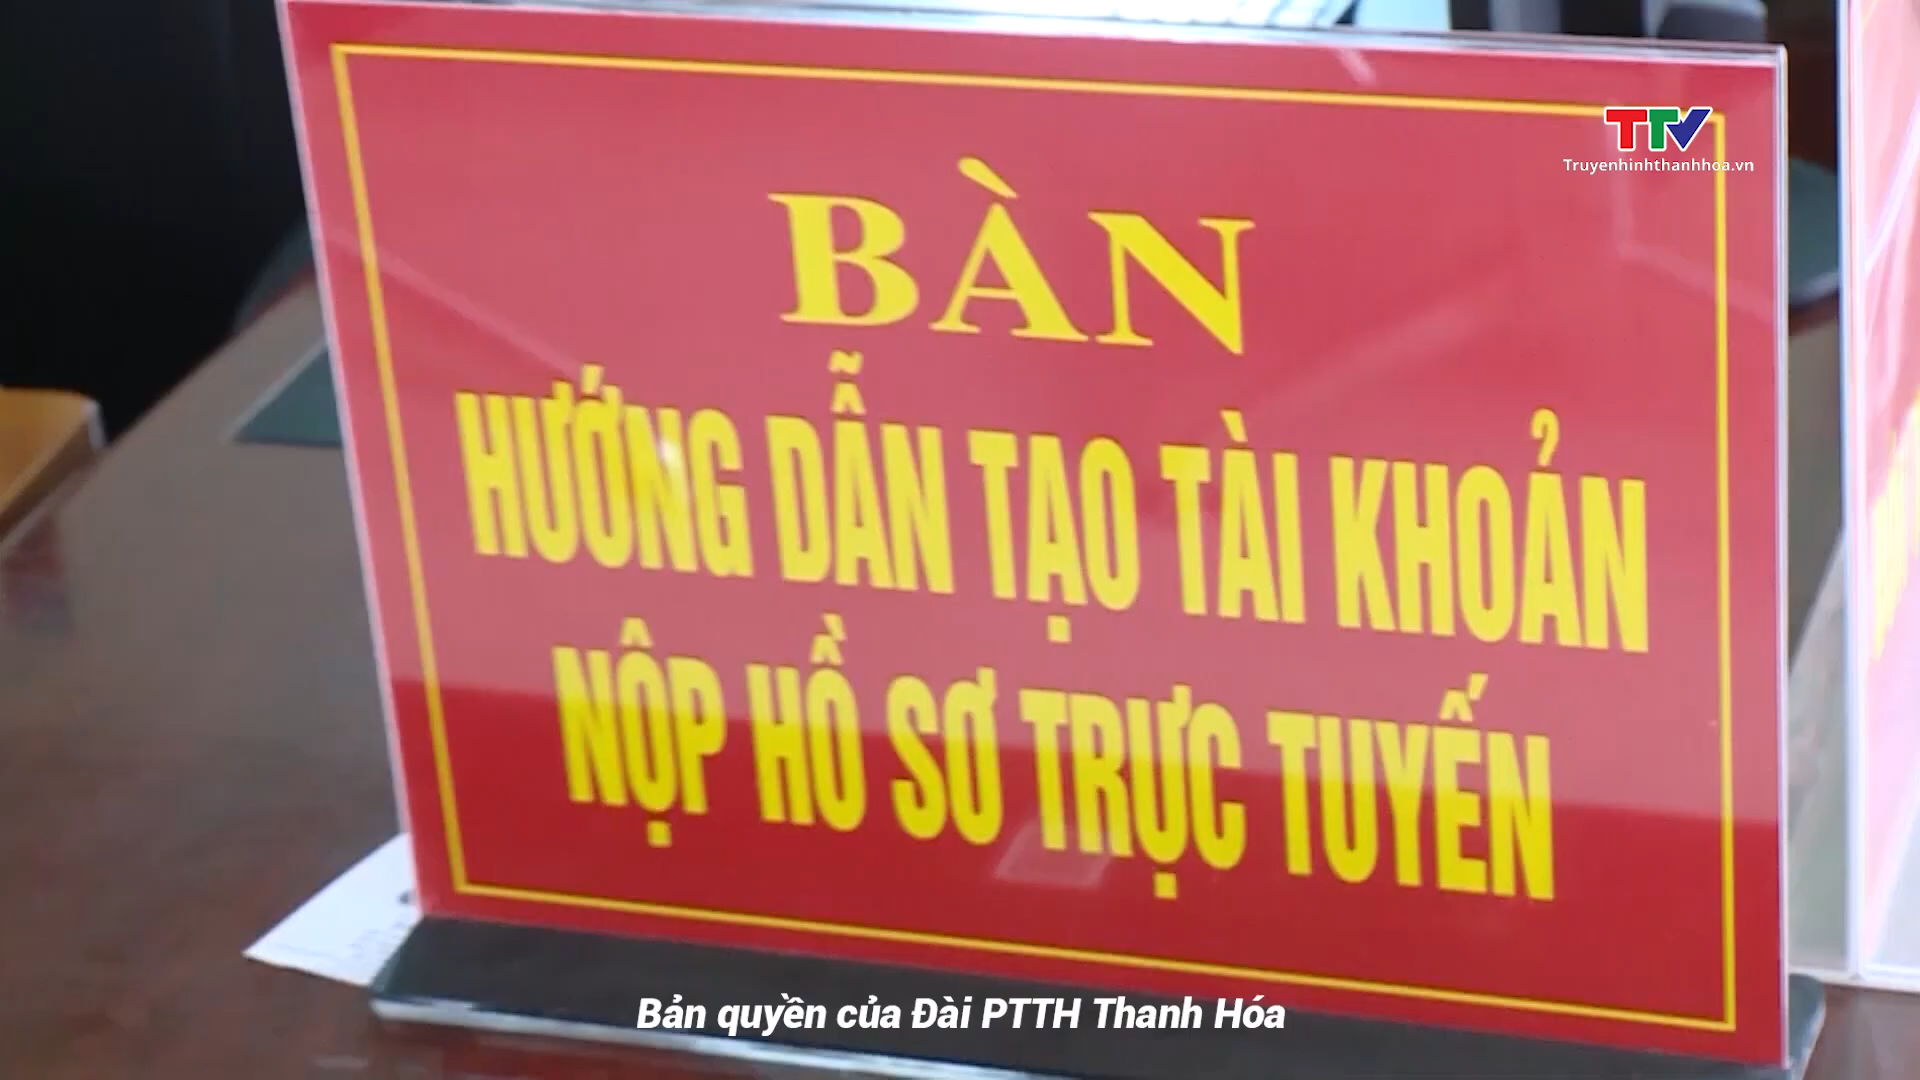 TTV
Truyenhinhthanhhoa.vn
BÀN
HƯỚNG DẪN TẠO TÀI KHOẢN
NỘP HỒ SƠ TRỰC TUYẾN
Bản quyền của Đài PTTH Thanh Hóa